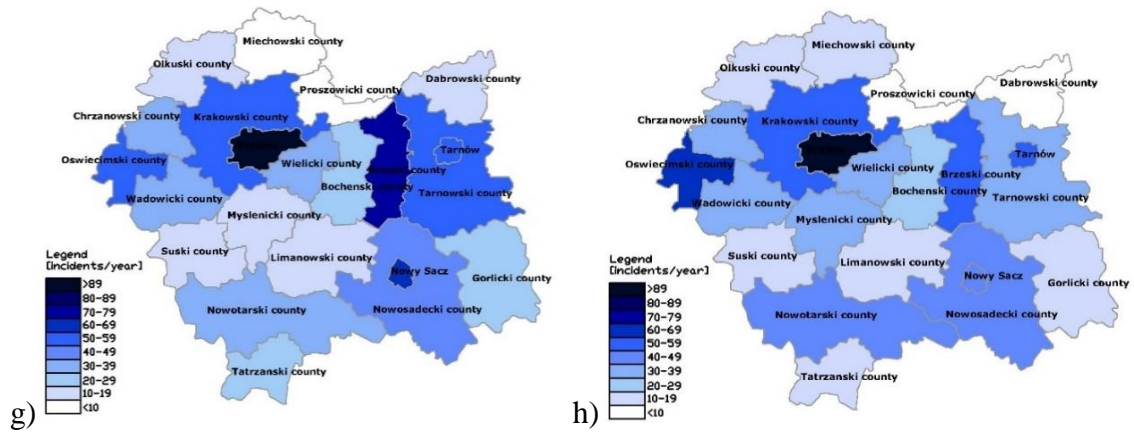 Miechowski county
Olkuski county
Dabrowski county
Proszowicki county
Chrzanowski county
Krakowski county
Oswiecimski county
Wielicki county
Tarnów
Bochenski county
Wadowicki county
Tarnowski county
Myslenicki county
Suski county
Limanowski county
Nowy Sacz
Gorlicki county
Nowotarski county
Nowosadecki county
Tatrzanski county
Legend
[incidents/year]
>89
80-89
70-79
60-69
50-59
40-49
30-39
20-29
10-19
<10
g)
Miechowski county
Olkuski county
Dabrowski county
Proszowicki county
Chrzanowski county
Krakowski county
Oswiecimski county
Wielicki county
Tarnów
Brzeski county
Bochenski county
Wadowicki county
Tarnowski county
Myslenicki county
Suski county
Limanowski county
Nowy Sacz
Gorlicki county
Nowotarski county
Nowosadecki county
Tatrzanski county
Legend
[incidents/year]
>89
80-89
70-79
60-69
50-59
40-49
30-39
20-29
10-19
<10
h)